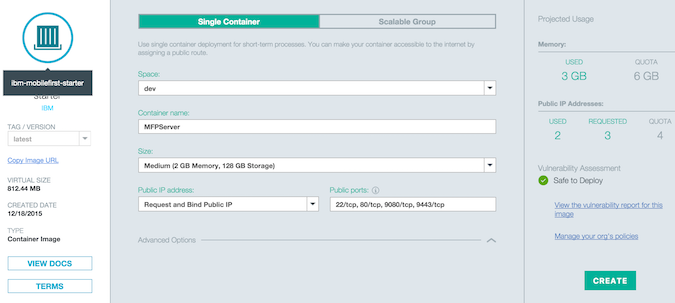 ibm-mobilefirst-starter
starter
IBM
TAG / VERSION
latest
Copy Image URL
VIRTUAL SIZE
812.44 MB
CREATED DATE
12/18/2015
TYPE
Container Image
VIEW DOCS
TERMS
Single Container
Scalable Group
Use single container deployment for short-term processes. You can make your container accessible to the internet by
assigning a public route.
Space:
dev
Container name:
MFPServer
Size:
Medium (2 GB Memory, 128 GB Storage)
Public IP address:
Public ports:
Request and Bind Public IP
22/tcp, 80/tcp, 9080/tcp, 9443/tcp
Advanced Options
Projected Usage
Memory:
USED QUOTA
3 GB 6 GB
Public IP Addresses:
USED REQUESTED QUOTA
2 3 4
Vulnerability Assessment
Safe to Deploy
View the vulnerability report for this
image
Manage your org's policies
CREATE